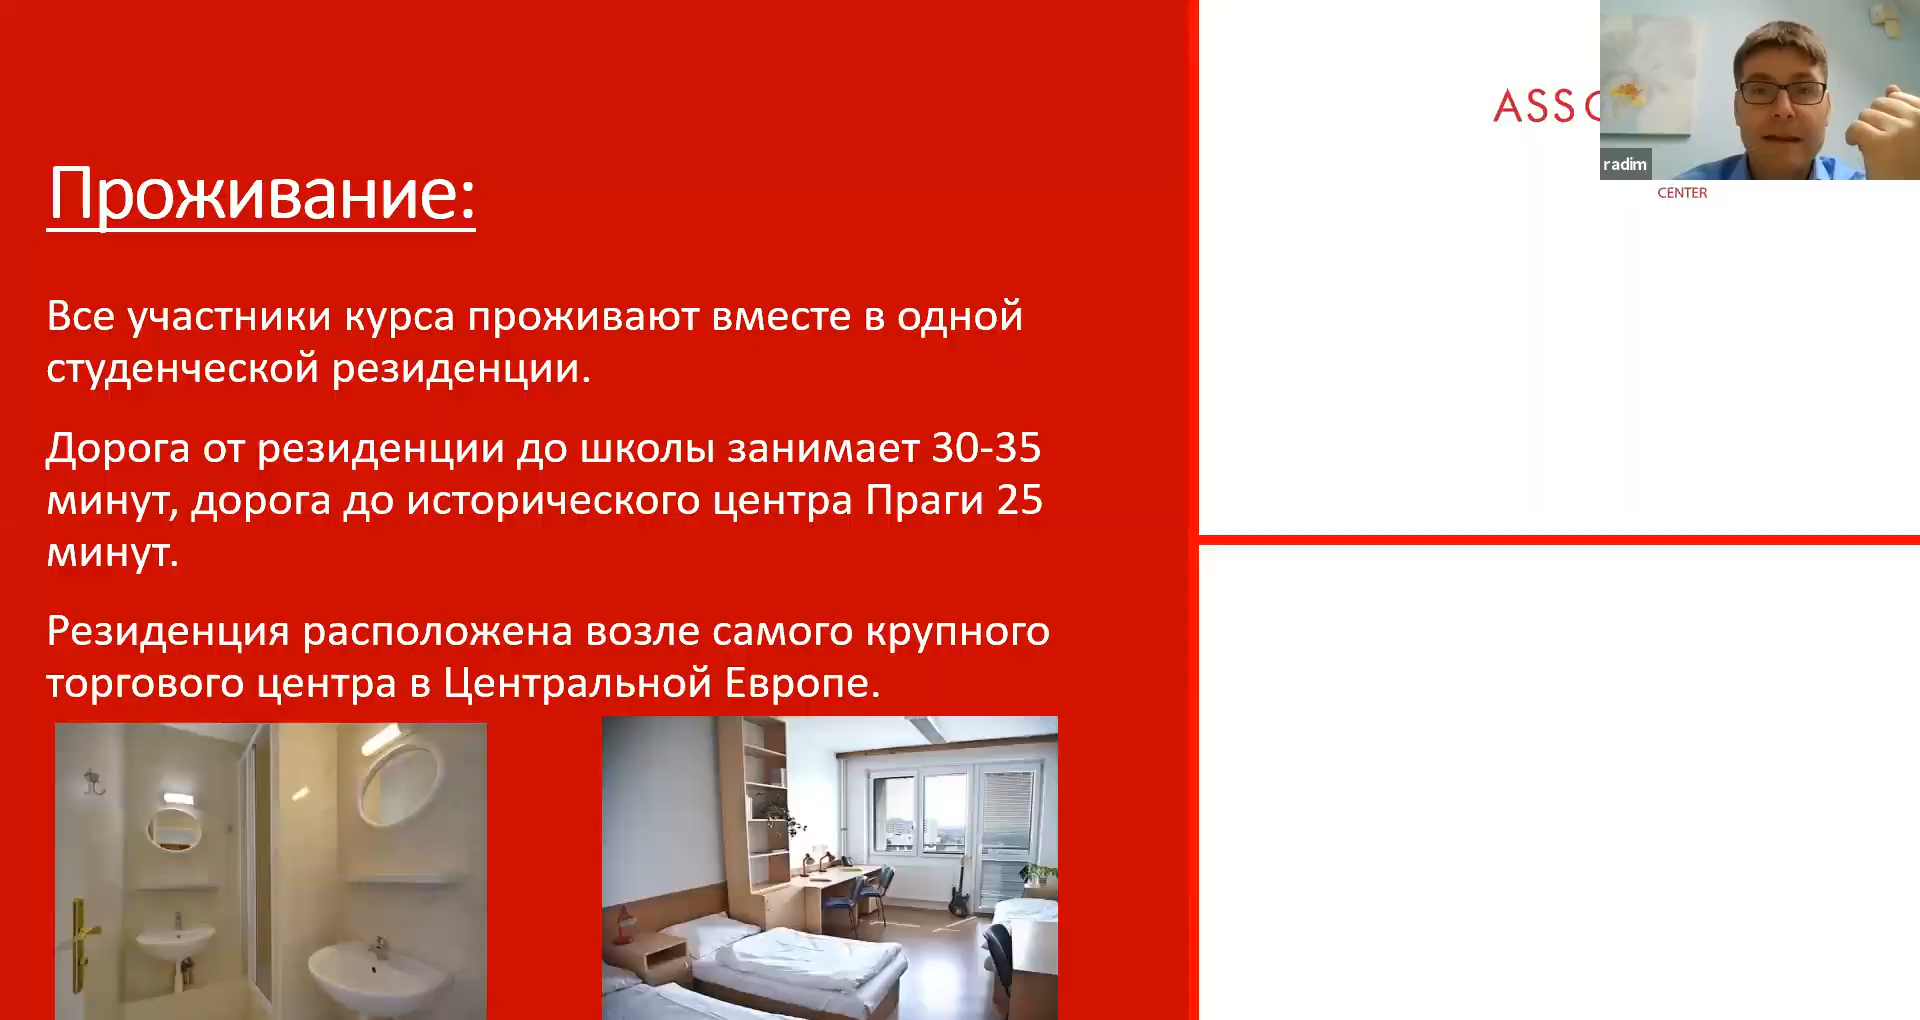 Проживание:
Все участники курса проживают вместе в одной
студенческой резиденции.
Дорога от резиденции до школы занимает 30-35
минут, дорога до исторического центра Праги 25
минут.
Резиденция расположена возле самого крупного
торгового центра в Центральной Европе.
radim
CENTER